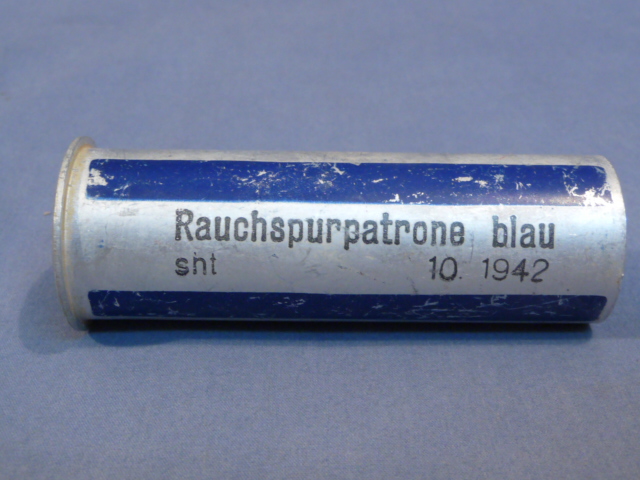 Rauchspurpatrone blau
sht 10. 1942